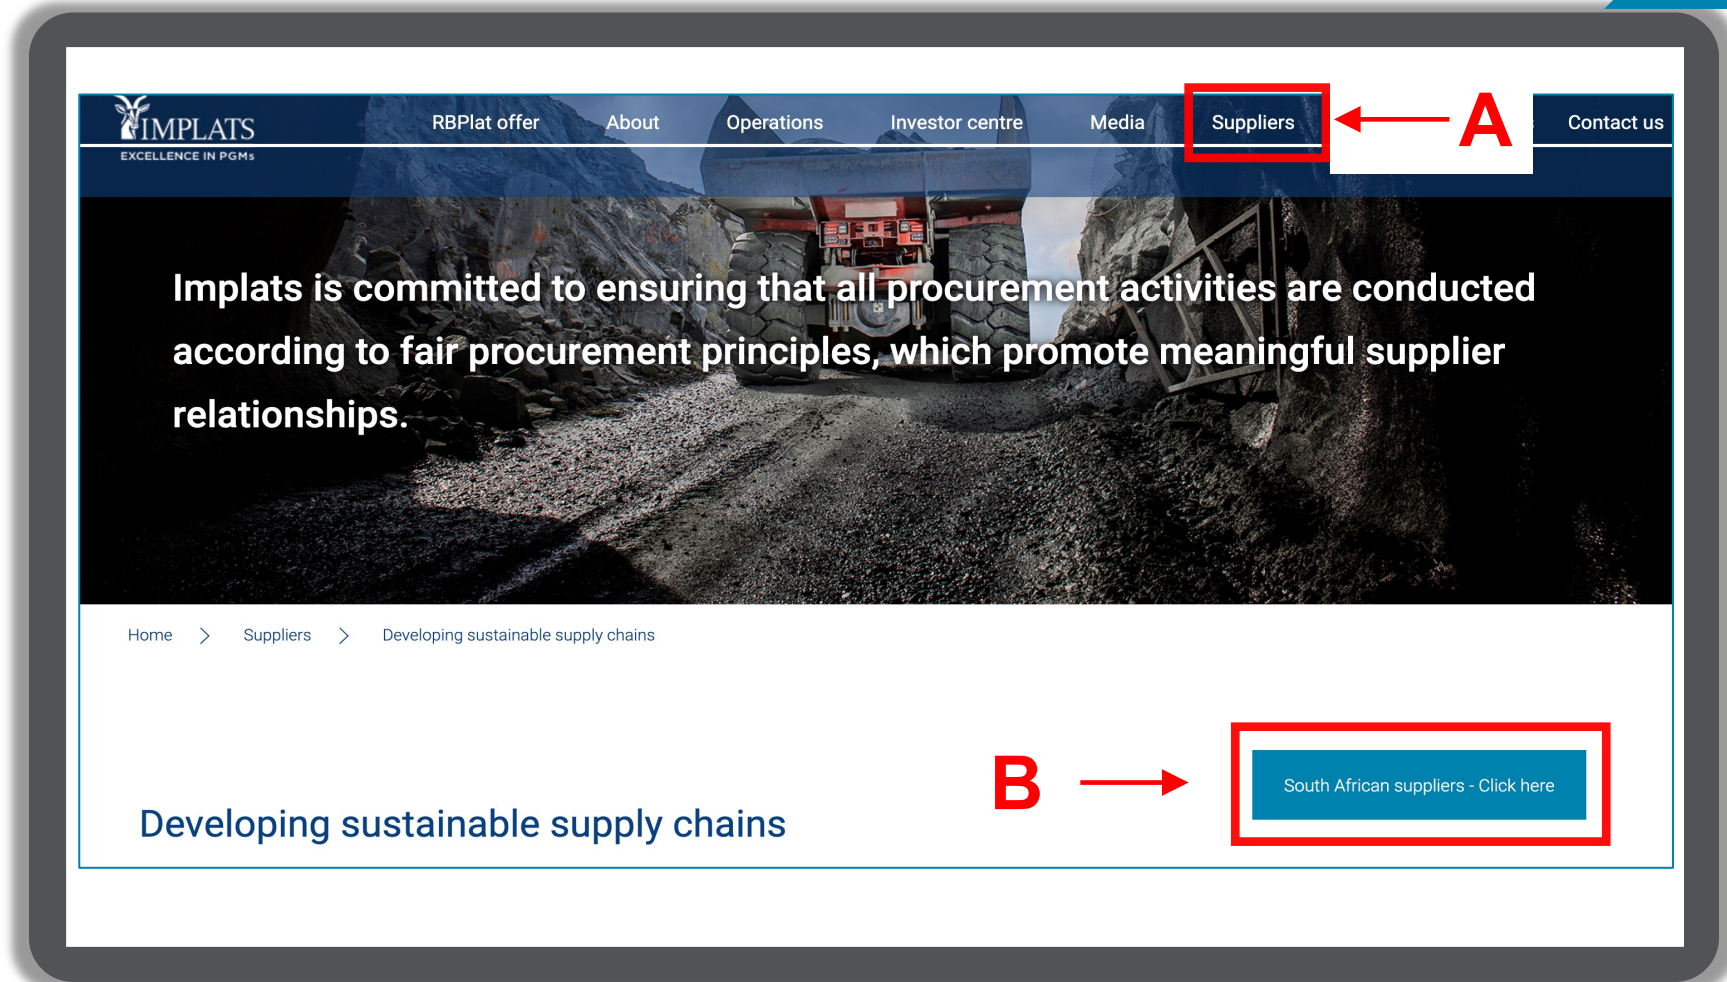 IMPLATS
EXCELLENCE IN PGMs
RBPlat offer
About
Operations
Investor centre
Media
Suppliers
A
Contact us
Implats is committed to ensuring that all procurement activities are conducted
according to fair procurement principles, which promote meaningful supplier
relationships.
Home > Suppliers > Developing sustainable supply chains
B
South African suppliers - Click here
Developing sustainable supply chains